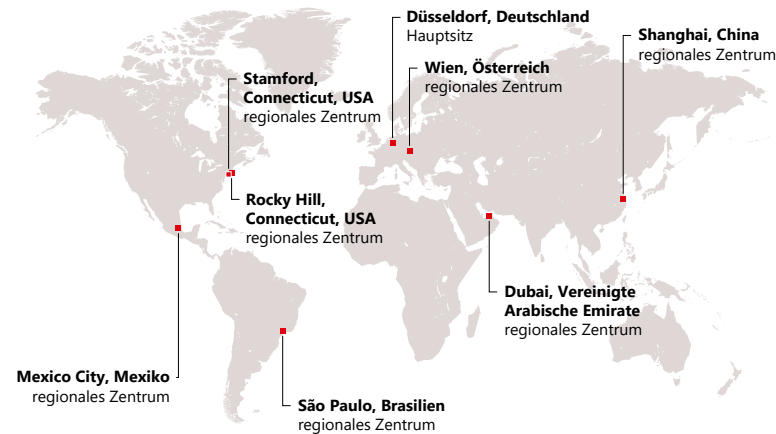 Düsseldorf, Deutschland
Hauptsitz
Shanghai, China
regionales Zentrum
Wien, Österreich
regionales Zentrum
Stamford,
Connecticut, USA
regionales Zentrum
Rocky Hill,
Connecticut, USA
regionales Zentrum
Dubai, Vereinigte
Arabische Emirate
regionales Zentrum
Mexico City, Mexiko
regionales Zentrum
São Paulo, Brasilien
regionales Zentrum